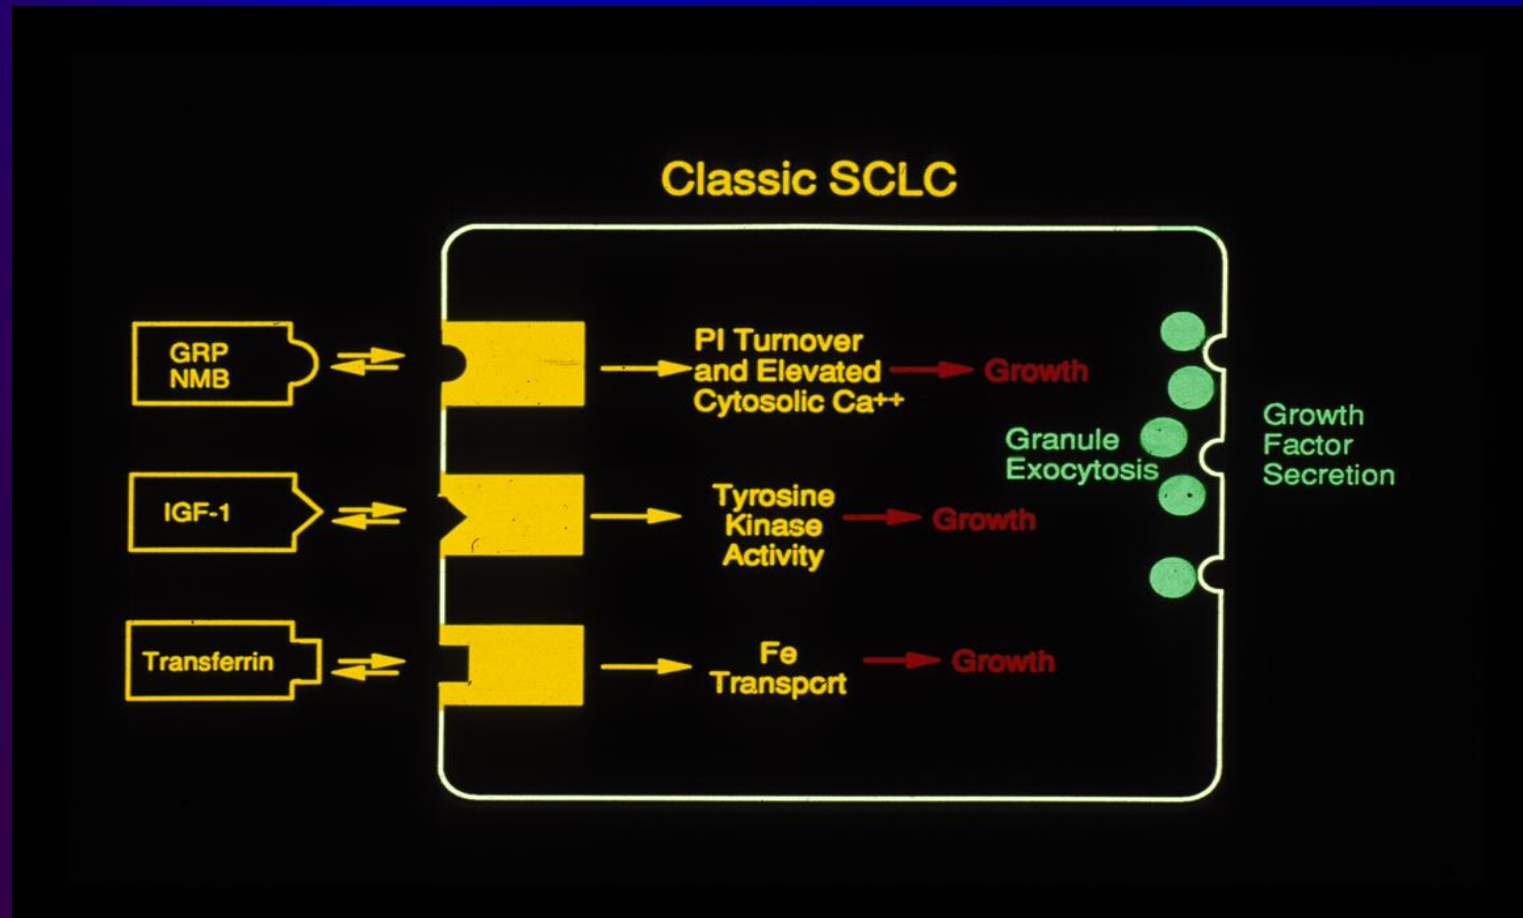 Classic SCLC
GRP
NMB
PI Turnover
and Elevated
Cytosolic Ca++
Growth
IGF-1
Tyrosine
Kinase
Activity
Growth
Transferrin
Fe
Transport
Growth
Granule
Exocytosis
Growth
Factor
Secretion